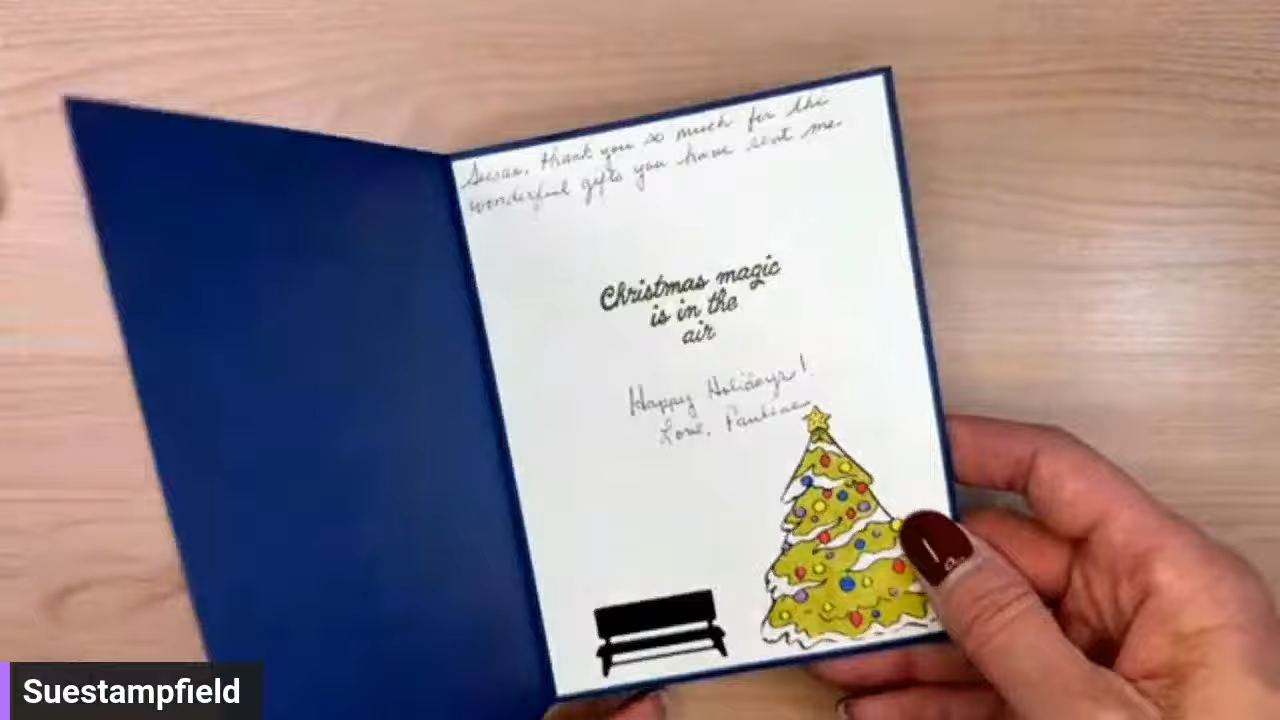 Susan, thank you so much for the
wonderful gifts you have sent me.
Christmas magic
is in the
air
Happy Holidays!
Love, Pauline
Suestampfield